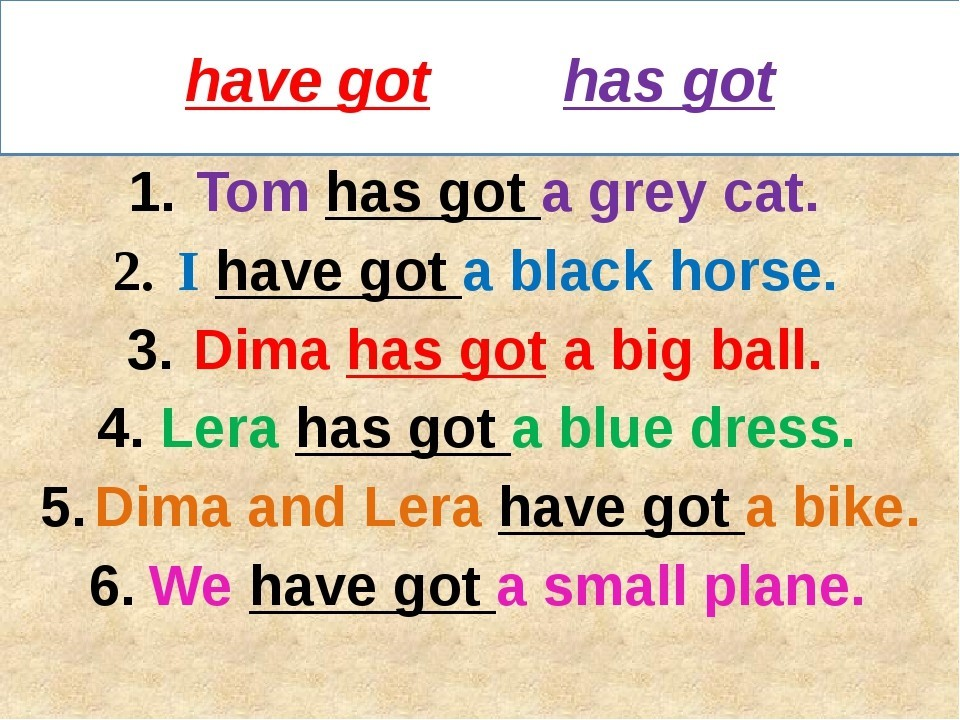 have got has got
1. Tom has got a grey cat.
2. I have got a black horse.
3. Dima has got a big ball.
4. Lera has got a blue dress.
5. Dima and Lera have got a bike.
6. We have got a small plane.